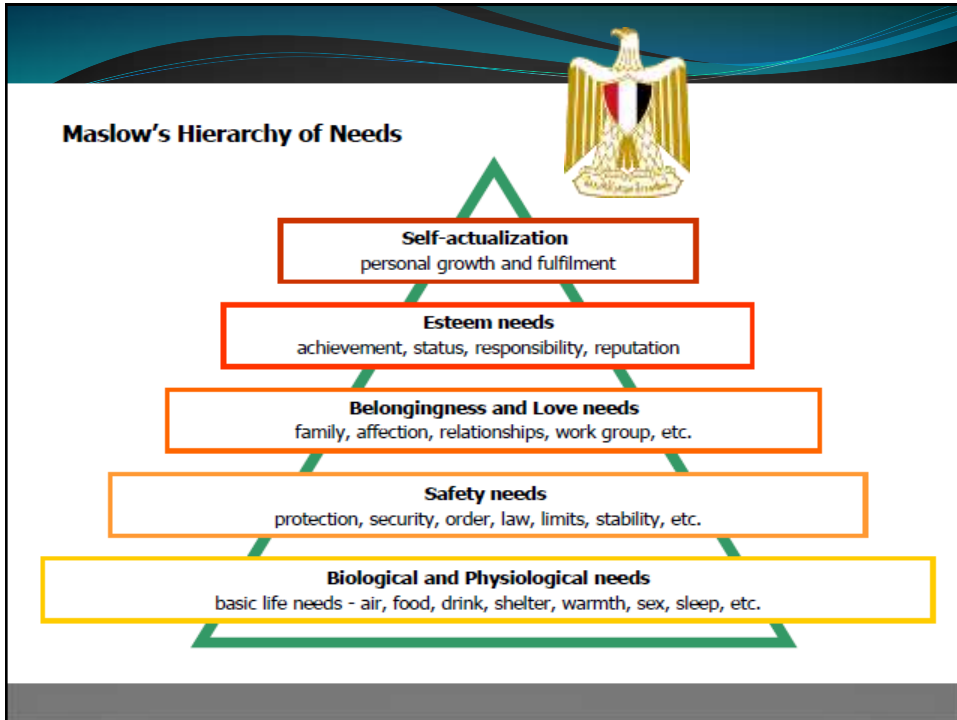 Maslow's Hierarchy of Needs
Self-actualization
personal growth and fulfilment
Esteem needs
achievement, status, responsibility, reputation
Belongingness and Love needs
family, affection, relationships, work group, etc.
Safety needs
protection, security, order, law, limits, stability, etc.
Biological and Physiological needs
basic life needs - air, food, drink, shelter, warmth, sex, sleep, etc.